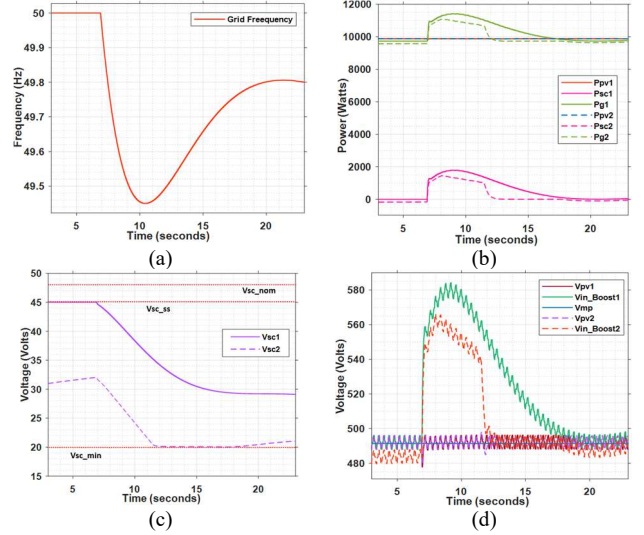 50
49.9
49.8
49.7
49.6
49.5
Frequency (Hz)
Grid Frequency
5
10
15
20
Time (seconds)
(a)
12000
10000
8000
6000
4000
2000
0
Power (Watts)
Ppv1
Psc1
Pg1
Ppv2
Psc2
Pg2
5
10
15
20
Time (seconds)
(b)
50
45
40
35
30
25
20
15
Voltage (Volts)
Vsc_nom
Vsc_ss
Vsc1
Vsc2
Vsc_min
5
10
15
20
Time (seconds)
(c)
580
560
540
520
500
480
Voltage (Volts)
Vpv1
Vin_Boost1
Vmp
Vpv2
Vin_Boost2
5
10
15
20
Time (seconds)
(d)